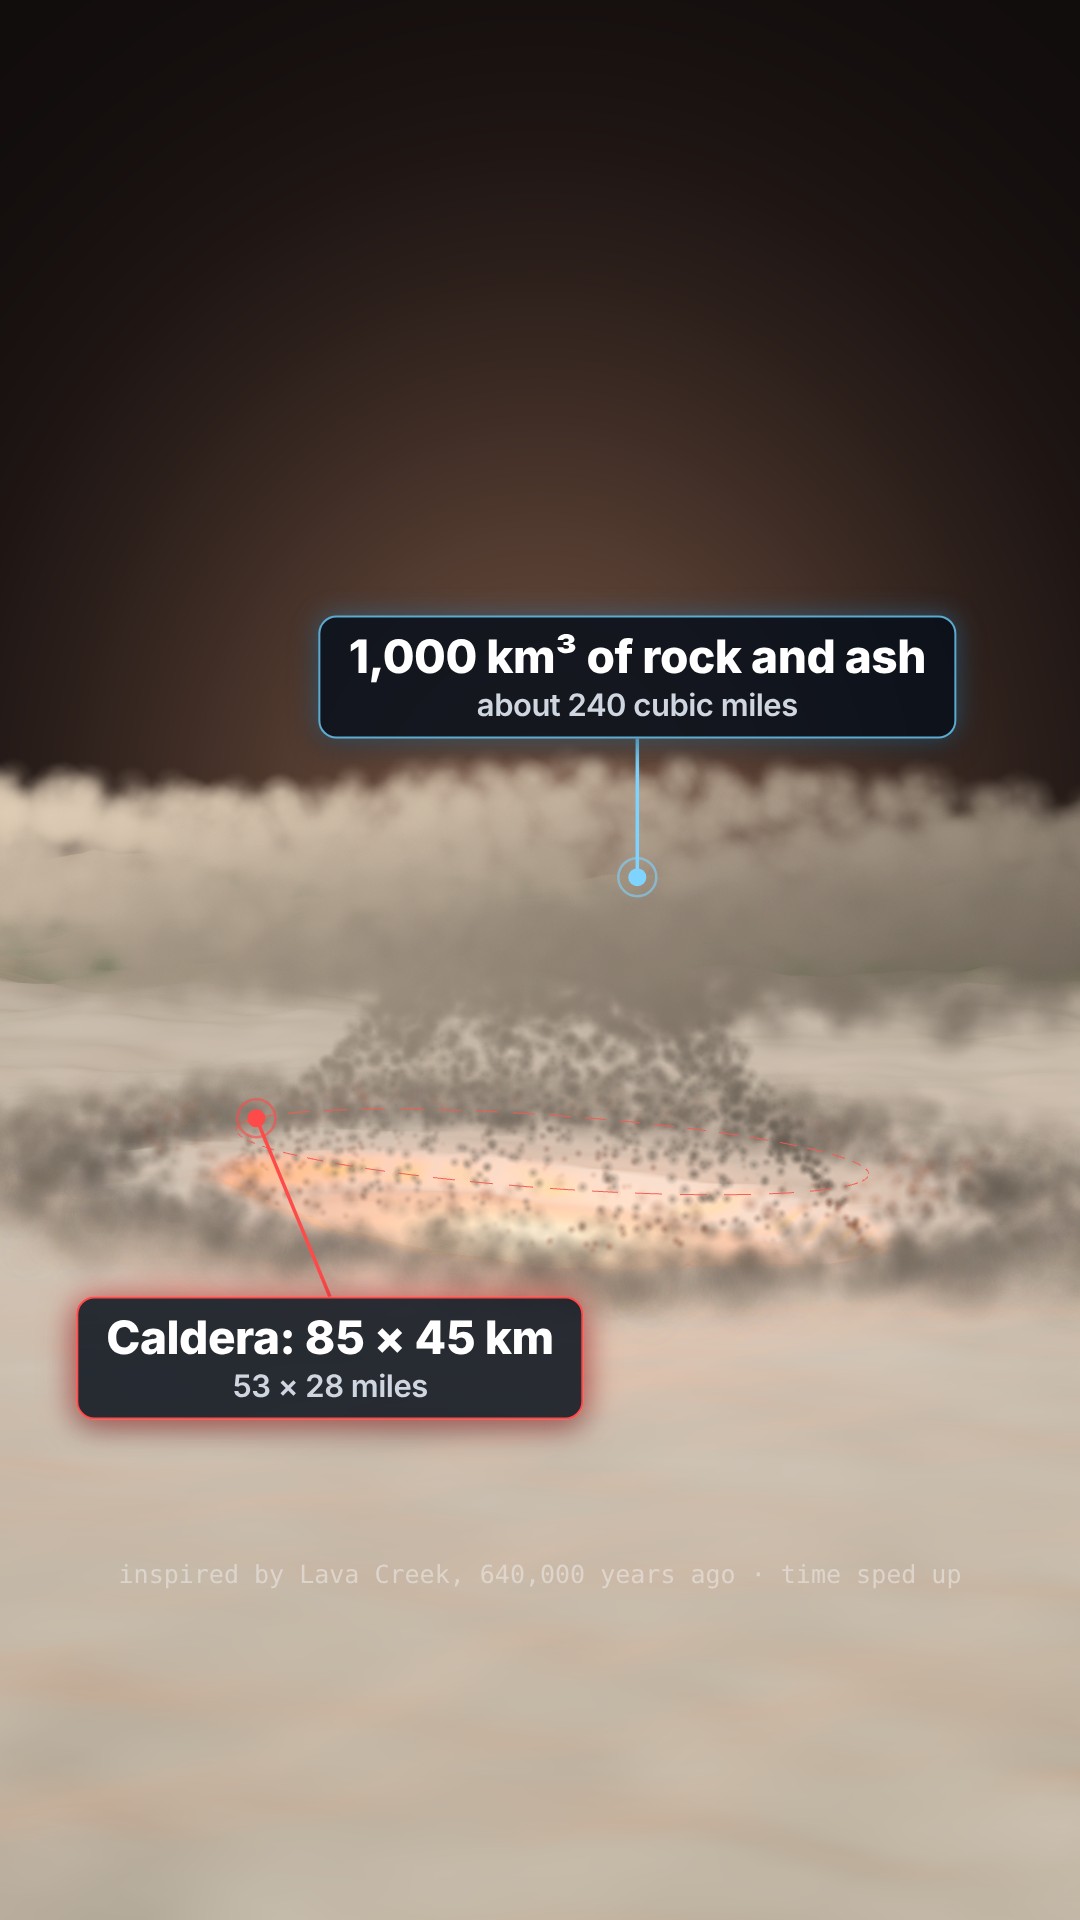 1,000 km³ of rock and ash
about 240 cubic miles
Caldera: 85 × 45 km
53 × 28 miles
inspired by Lava Creek, 640,000 years ago · time sped up